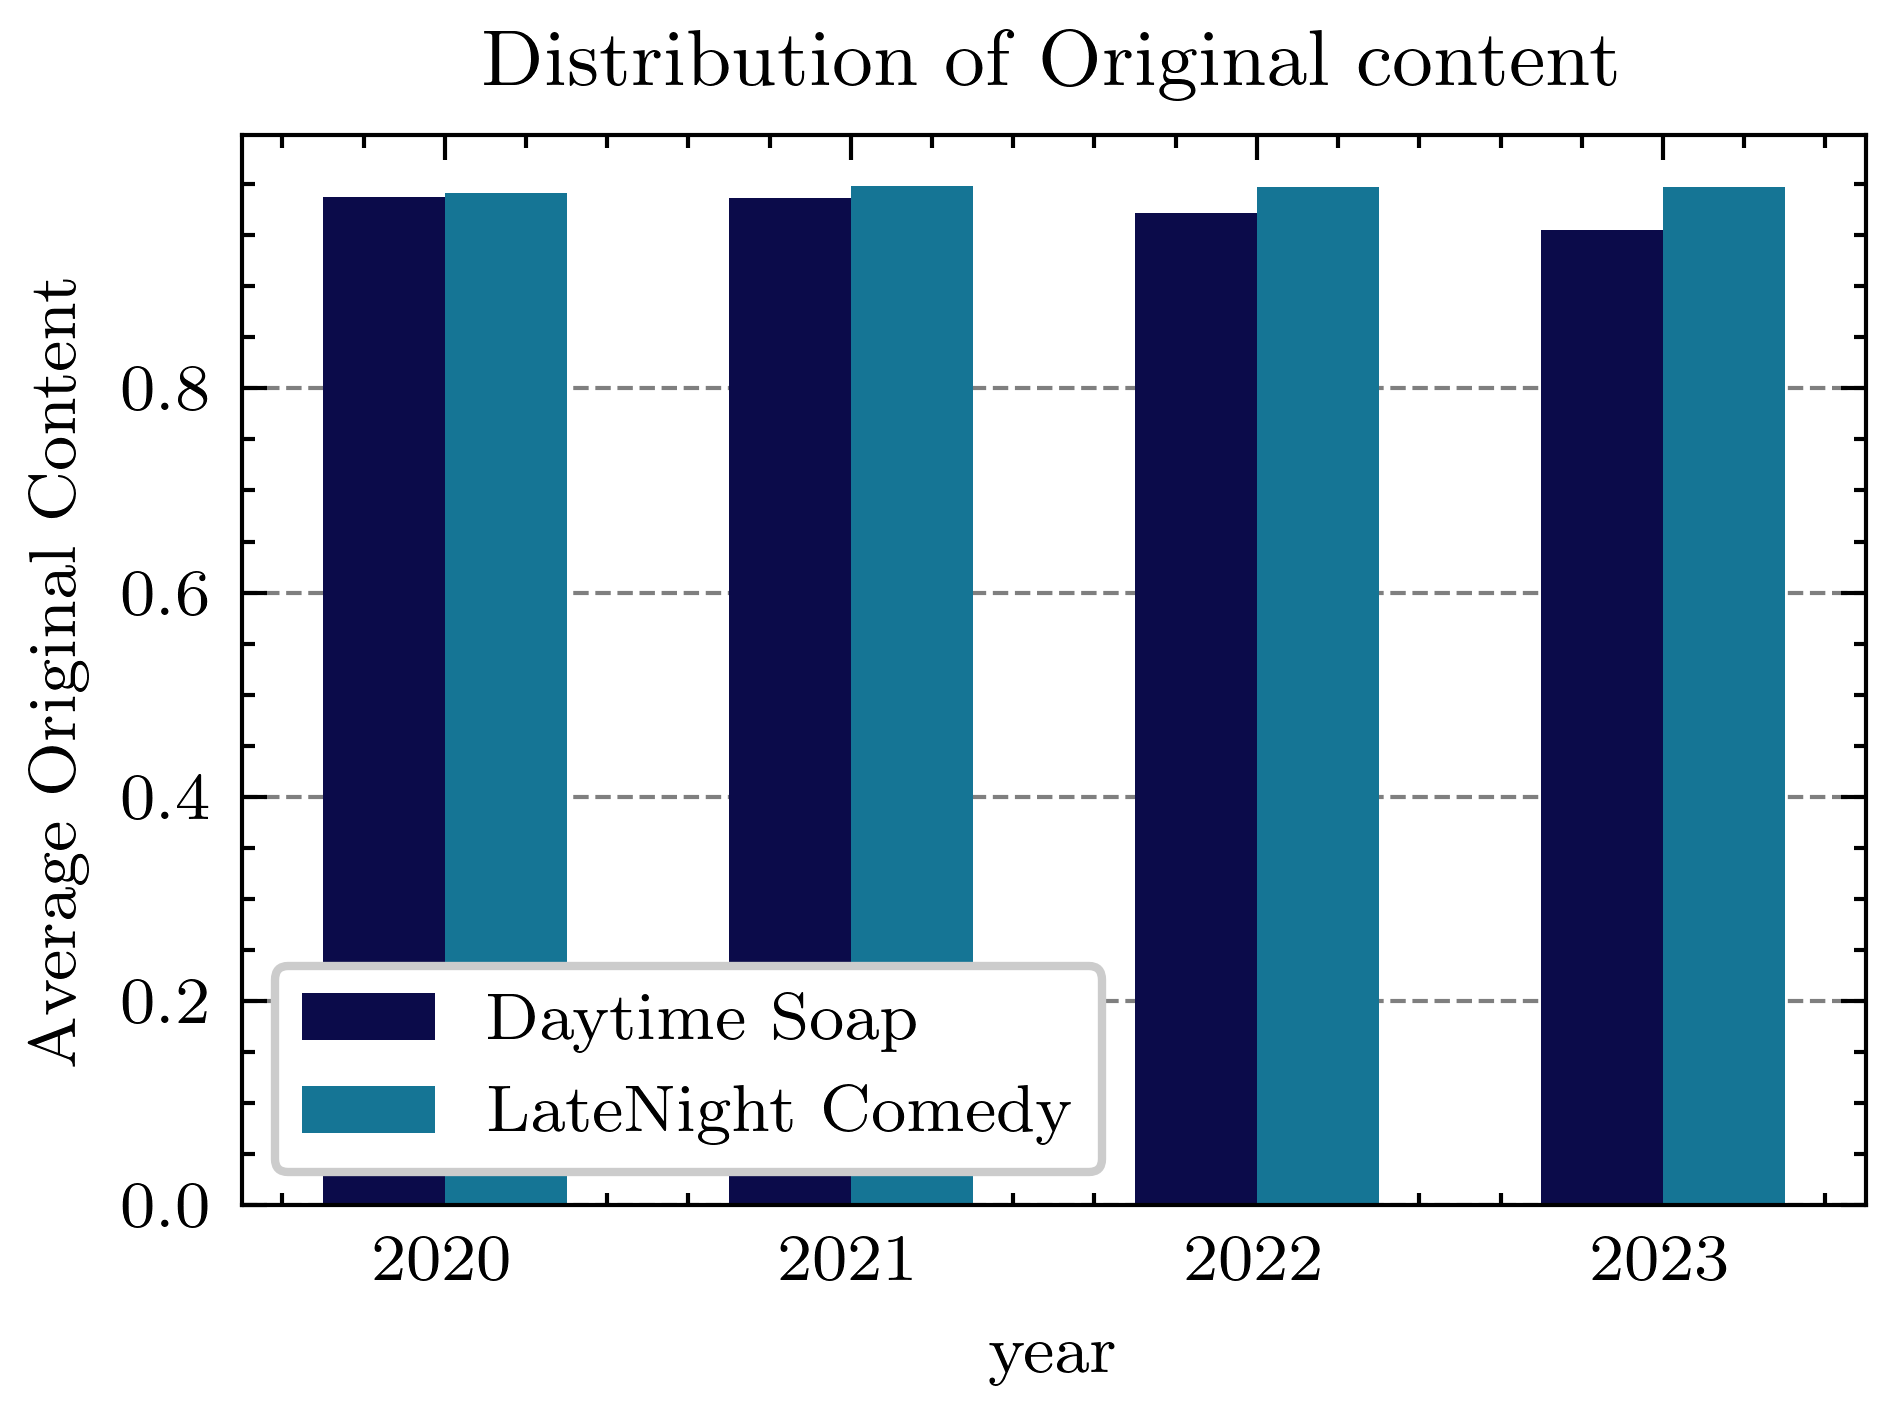 Distribution of Original content
Average Original Content
0.8
0.6
0.4
0.2
0.0
Daytime Soap
LateNight Comedy
2020 2021 2022 2023
year